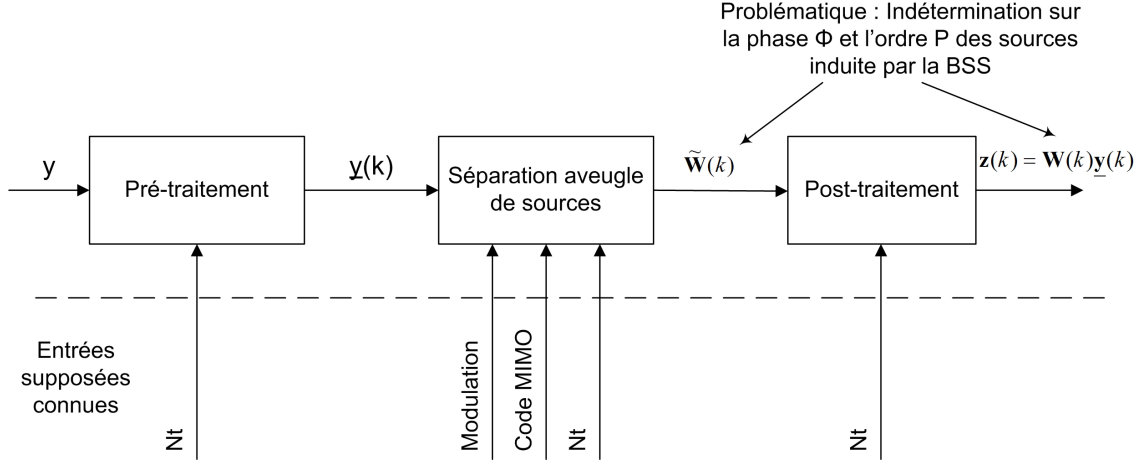 Problématique : Indétermination sur
la phase Φ et l'ordre P des sources
induite par la BSS
y
Pré-traitement
y(k)
Séparation aveugle
de sources
W̃(k)
Post-traitement
z(k) = W(k)y(k)
Entrées
supposées
connues
Nt
Modulation
Code MIMO
Nt
Nt